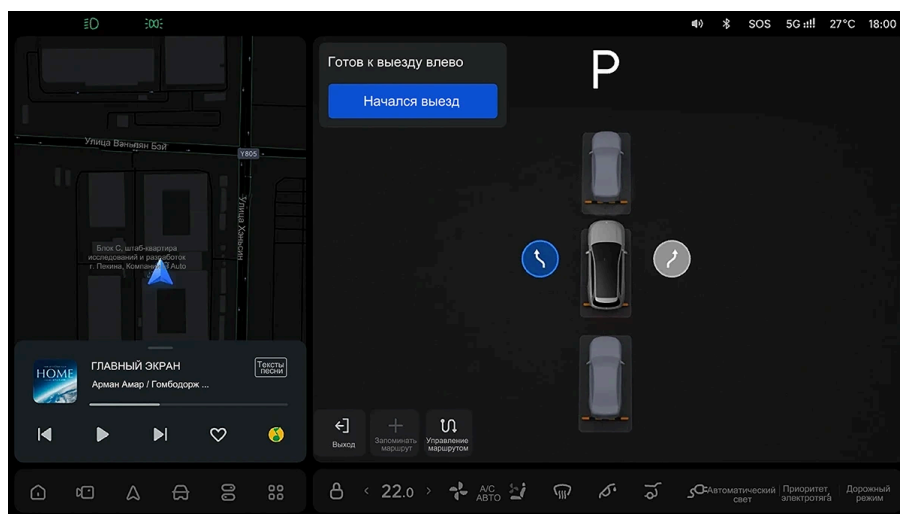 SOS 5G 27°C 18:00
Готов к выезду влево
P
Начался выезд
Улица Ваньпян Бэй
Y805
Улица Хэньсин
Блок С, штаб-квартира
исследований и разработок
г. Пекина, Компания Auto
HOME
ГЛАВНЫЙ ЭКРАН
Арман Амар / Гомбодорж ...
Тексты
песни
Выход
Запоминать
маршрут
Управление
маршрутом
22.0
A/C
АВТО
Автоматический
свет
Приоритет
электротяга
Дорожный
режим